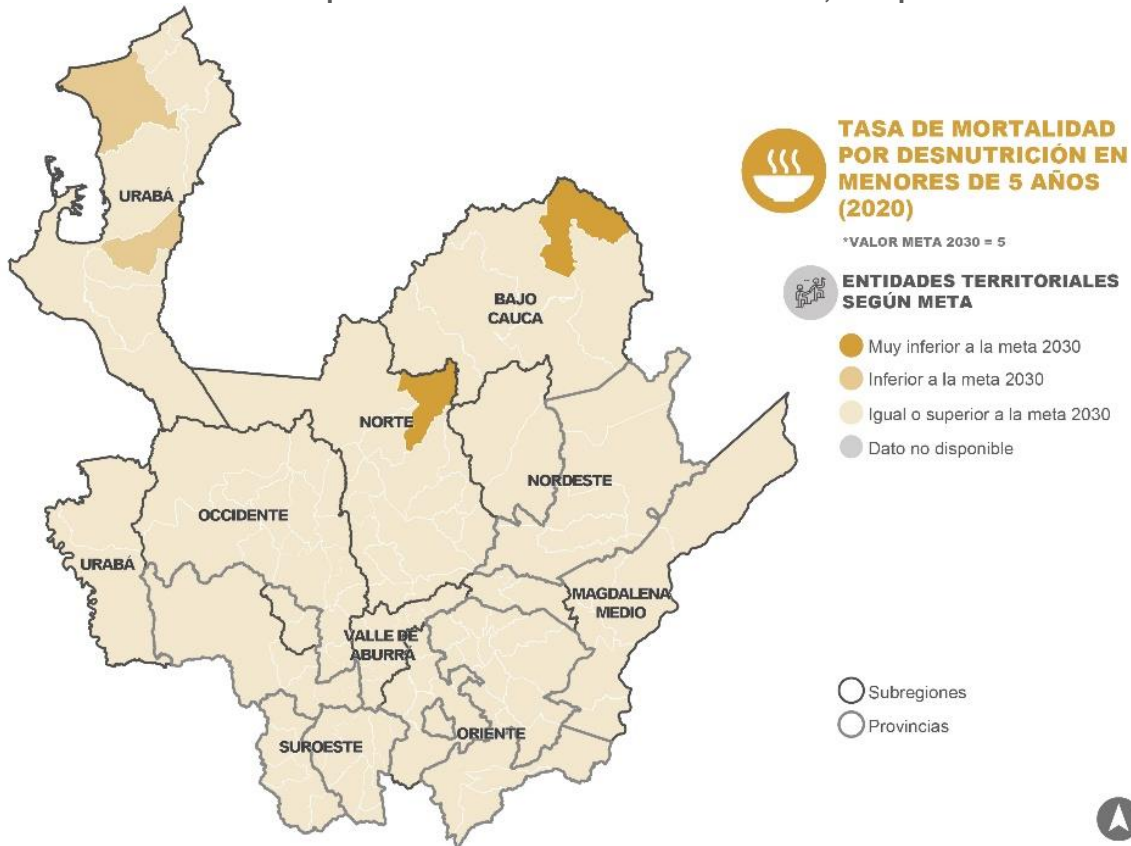 URABÁ
BAJO
CAUCA
NORTE
NORDESTE
OCCIDENTE
URABÁ
MAGDALENA
MEDIO
VALLE DE
ABURRÁ
SUROESTE
ORIENTE
TASA DE MORTALIDAD
POR DESNUTRICIÓN EN
MENORES DE 5 AÑOS
(2020)
*VALOR META 2030 = 5
ENTIDADES TERRITORIALES
SEGÚN META
Muy inferior a la meta 2030
Inferior a la meta 2030
Igual o superior a la meta 2030
Dato no disponible
Subregiones
Provincias